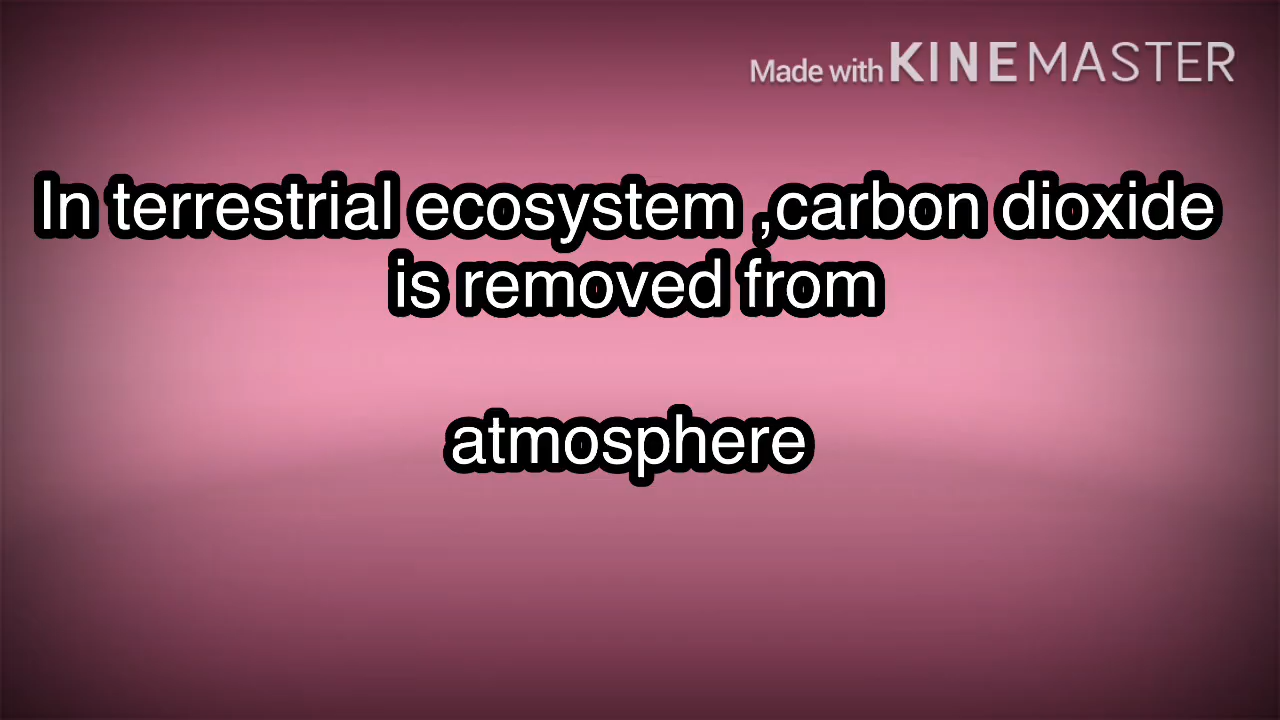 Made with KINEMASTER
In terrestrial ecosystem ,carbon dioxide
is removed from
atmosphere